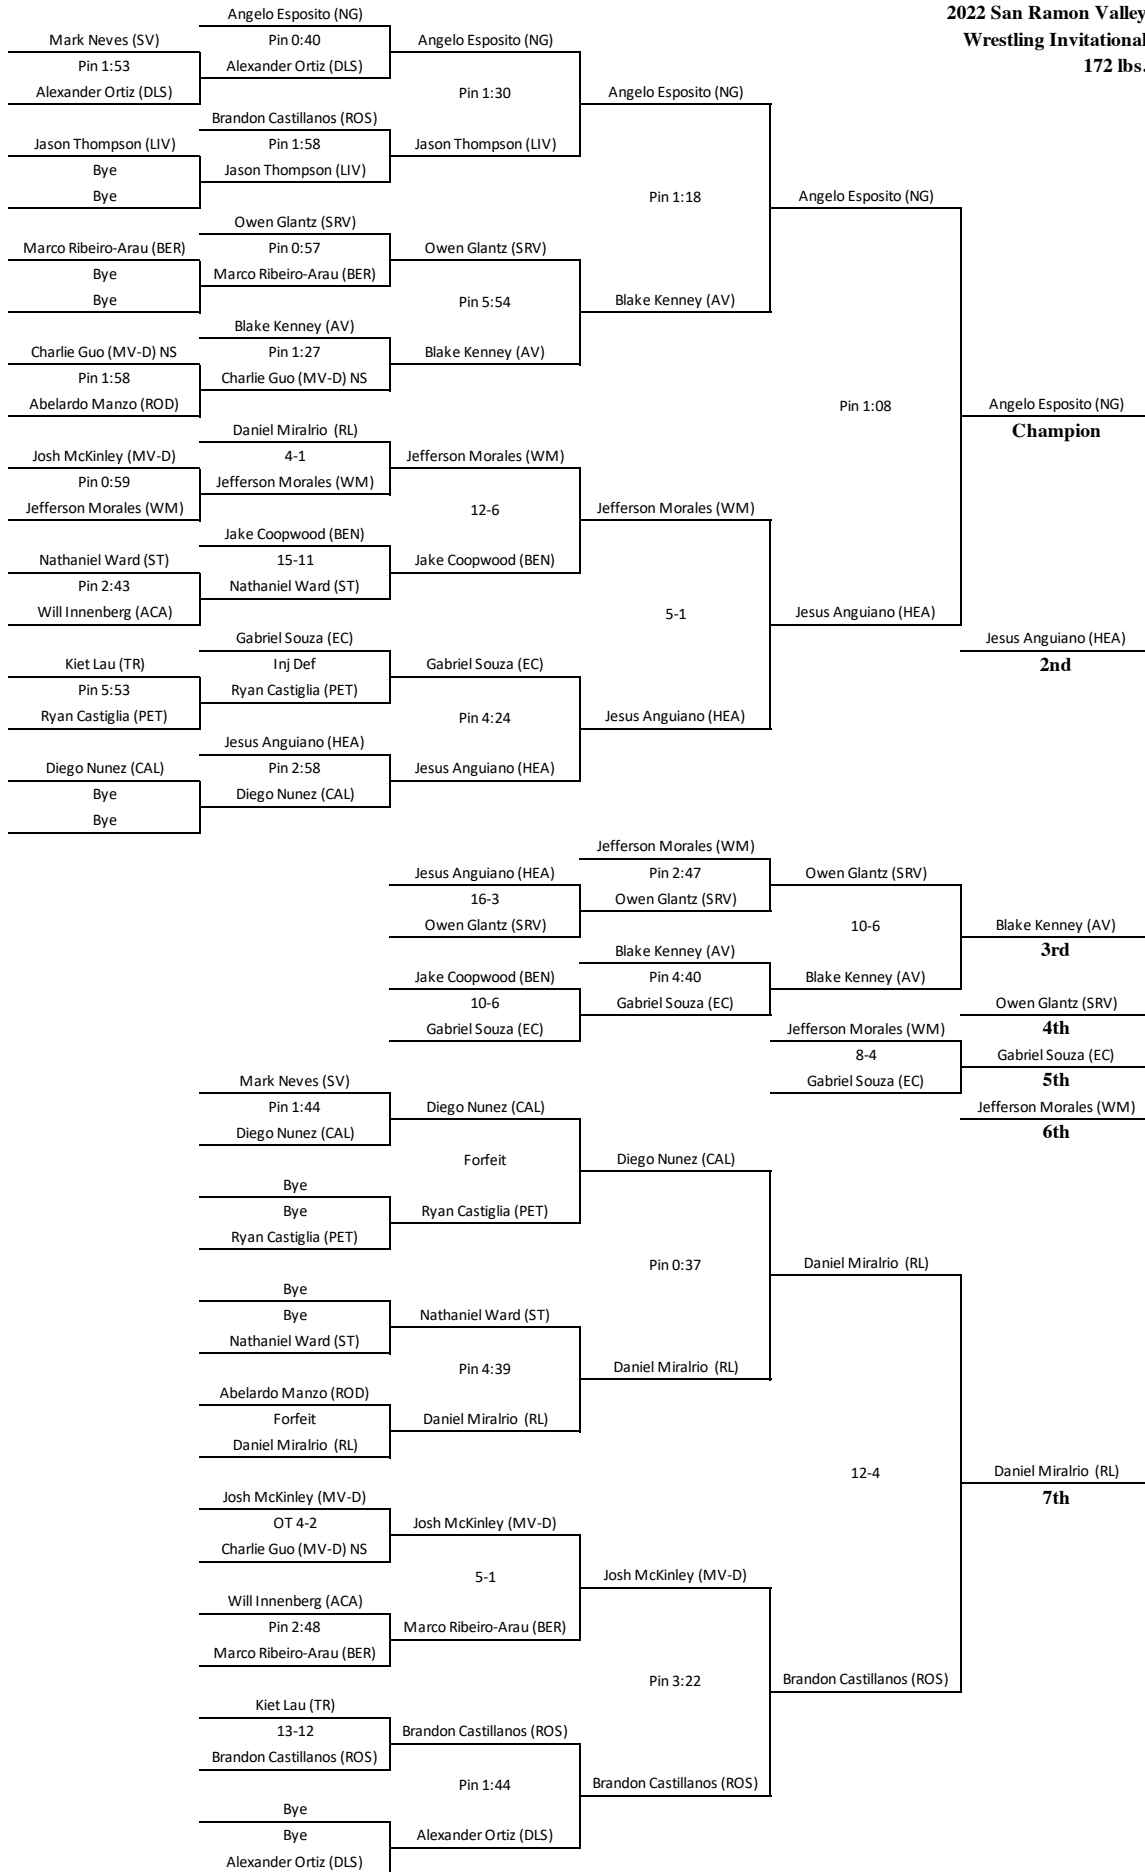 2022 San Ramon Valley
Wrestling Invitational
172 lbs.
Angelo Esposito (NG)
Mark Neves (SV)
Pin 0:40
Angelo Esposito (NG)
Pin 1:53
Alexander Ortiz (DLS)
Alexander Ortiz (DLS)
Pin 1:30
Angelo Esposito (NG)
Brandon Castillanos (ROS)
Jason Thompson (LIV)
Pin 1:58
Jason Thompson (LIV)
Bye
Jason Thompson (LIV)
Bye
Pin 1:18
Angelo Esposito (NG)
Owen Glantz (SRV)
Marco Ribeiro-Arau (BER)
Pin 0:57
Owen Glantz (SRV)
Bye
Marco Ribeiro-Arau (BER)
Bye
Pin 5:54
Blake Kenney (AV)
Blake Kenney (AV)
Charlie Guo (MV-D) NS
Pin 1:27
Blake Kenney (AV)
Pin 1:58
Charlie Guo (MV-D) NS
Abelardo Manzo (ROD)
Pin 1:08
Angelo Esposito (NG)
Champion
Daniel Miralrio (RL)
Josh McKinley (MV-D)
4-1
Jefferson Morales (WM)
Pin 0:59
Jefferson Morales (WM)
Jefferson Morales (WM)
12-6
Jefferson Morales (WM)
Jake Coopwood (BEN)
Nathaniel Ward (ST)
15-11
Jake Coopwood (BEN)
Pin 2:43
Nathaniel Ward (ST)
Will Innenberg (ACA)
5-1
Jesus Anguiano (HEA)
Gabriel Souza (EC)
Jesus Anguiano (HEA)
2nd
Kiet Lau (TR)
Inj Def
Gabriel Souza (EC)
Pin 5:53
Ryan Castiglia (PET)
Ryan Castiglia (PET)
Pin 4:24
Jesus Anguiano (HEA)
Jesus Anguiano (HEA)
Diego Nunez (CAL)
Pin 2:58
Jesus Anguiano (HEA)
Bye
Diego Nunez (CAL)
Bye
Jefferson Morales (WM)
Jesus Anguiano (HEA)
Pin 2:47
Owen Glantz (SRV)
16-3
Owen Glantz (SRV)
Owen Glantz (SRV)
10-6
Blake Kenney (AV)
3rd
Blake Kenney (AV)
Jake Coopwood (BEN)
Pin 4:40
Blake Kenney (AV)
10-6
Gabriel Souza (EC)
Owen Glantz (SRV)
4th
Gabriel Souza (EC)
Jefferson Morales (WM)
8-4
Gabriel Souza (EC)
5th
Gabriel Souza (EC)
Jefferson Morales (WM)
6th
Mark Neves (SV)
Pin 1:44
Diego Nunez (CAL)
Diego Nunez (CAL)
Forfeit
Diego Nunez (CAL)
Bye
Bye
Ryan Castiglia (PET)
Ryan Castiglia (PET)
Pin 0:37
Daniel Miralrio (RL)
Bye
Bye
Nathaniel Ward (ST)
Nathaniel Ward (ST)
Pin 4:39
Daniel Miralrio (RL)
Abelardo Manzo (ROD)
Forfeit
Daniel Miralrio (RL)
Daniel Miralrio (RL)
12-4
Daniel Miralrio (RL)
7th
Josh McKinley (MV-D)
OT 4-2
Josh McKinley (MV-D)
Charlie Guo (MV-D) NS
5-1
Josh McKinley (MV-D)
Will Innenberg (ACA)
Pin 2:48
Marco Ribeiro-Arau (BER)
Marco Ribeiro-Arau (BER)
Pin 3:22
Brandon Castillanos (ROS)
Kiet Lau (TR)
13-12
Brandon Castillanos (ROS)
Brandon Castillanos (ROS)
Pin 1:44
Brandon Castillanos (ROS)
Bye
Bye
Alexander Ortiz (DLS)
Alexander Ortiz (DLS)